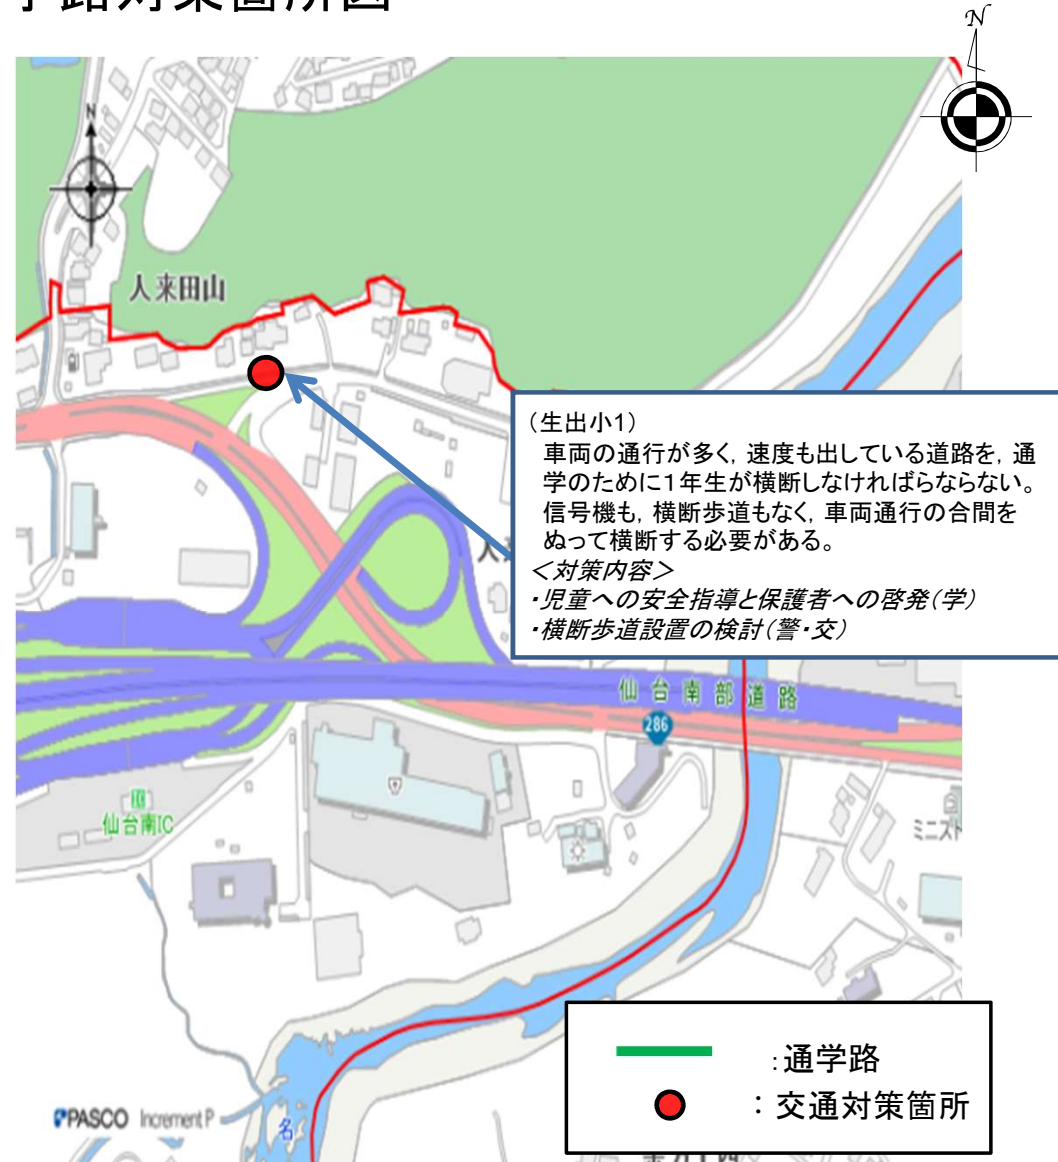 学路対策箇所図
N
N
人来田山
（生出小1）
車両の通行が多く，速度も出している道路を，通
学のために１年生が横断しなければらならない。
信号機も，横断歩道もなく，車両通行の合間を
ぬって横断する必要がある。
＜対策内容＞
・児童への安全指導と保護者への啓発（学）
・横断歩道設置の検討（警・交）
人
仙台南部道路
286
仙台南IC
ミニスト
:通学路
：交通対策箇所
PASCO Increment P
名